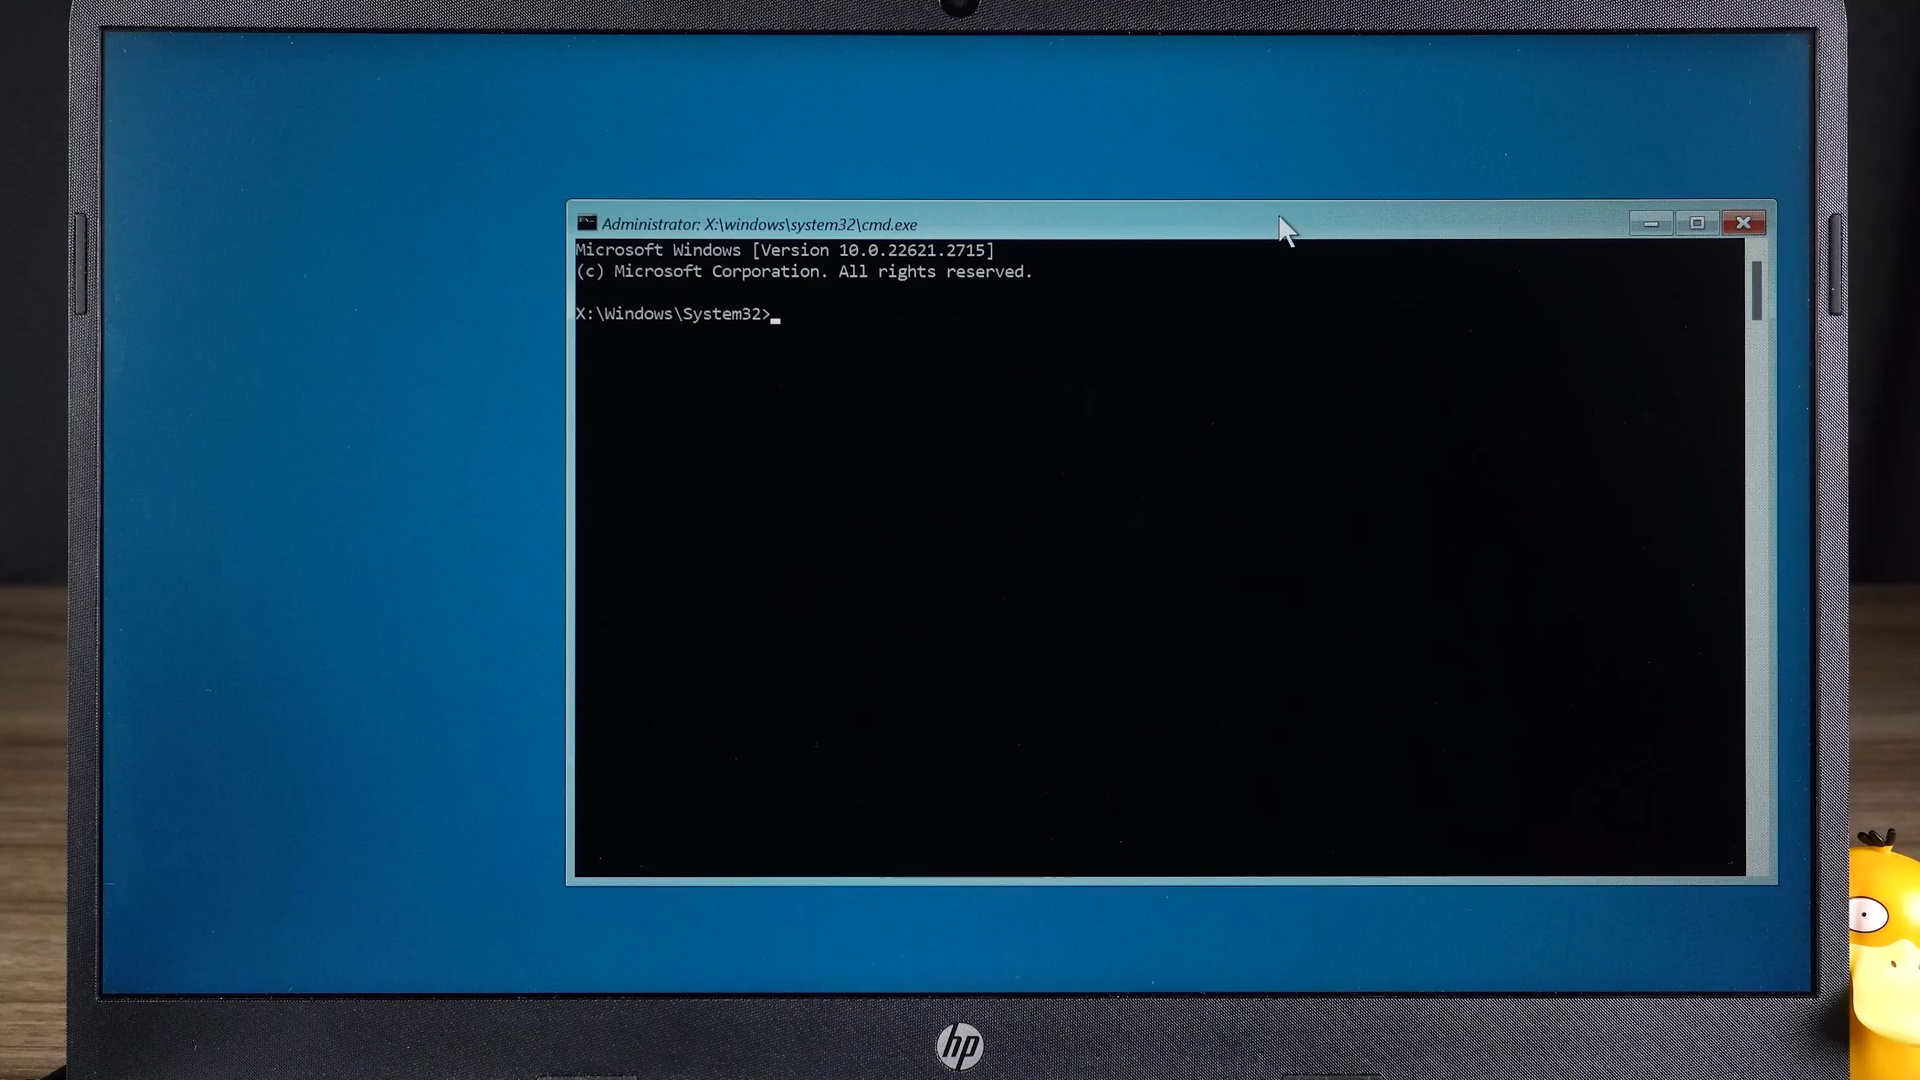 Administrator: X:\windows\system32\cmd.exe
Microsoft Windows [Version 10.0.22621.2715]
(c) Microsoft Corporation. All rights reserved.
X:\Windows\System32>
hp